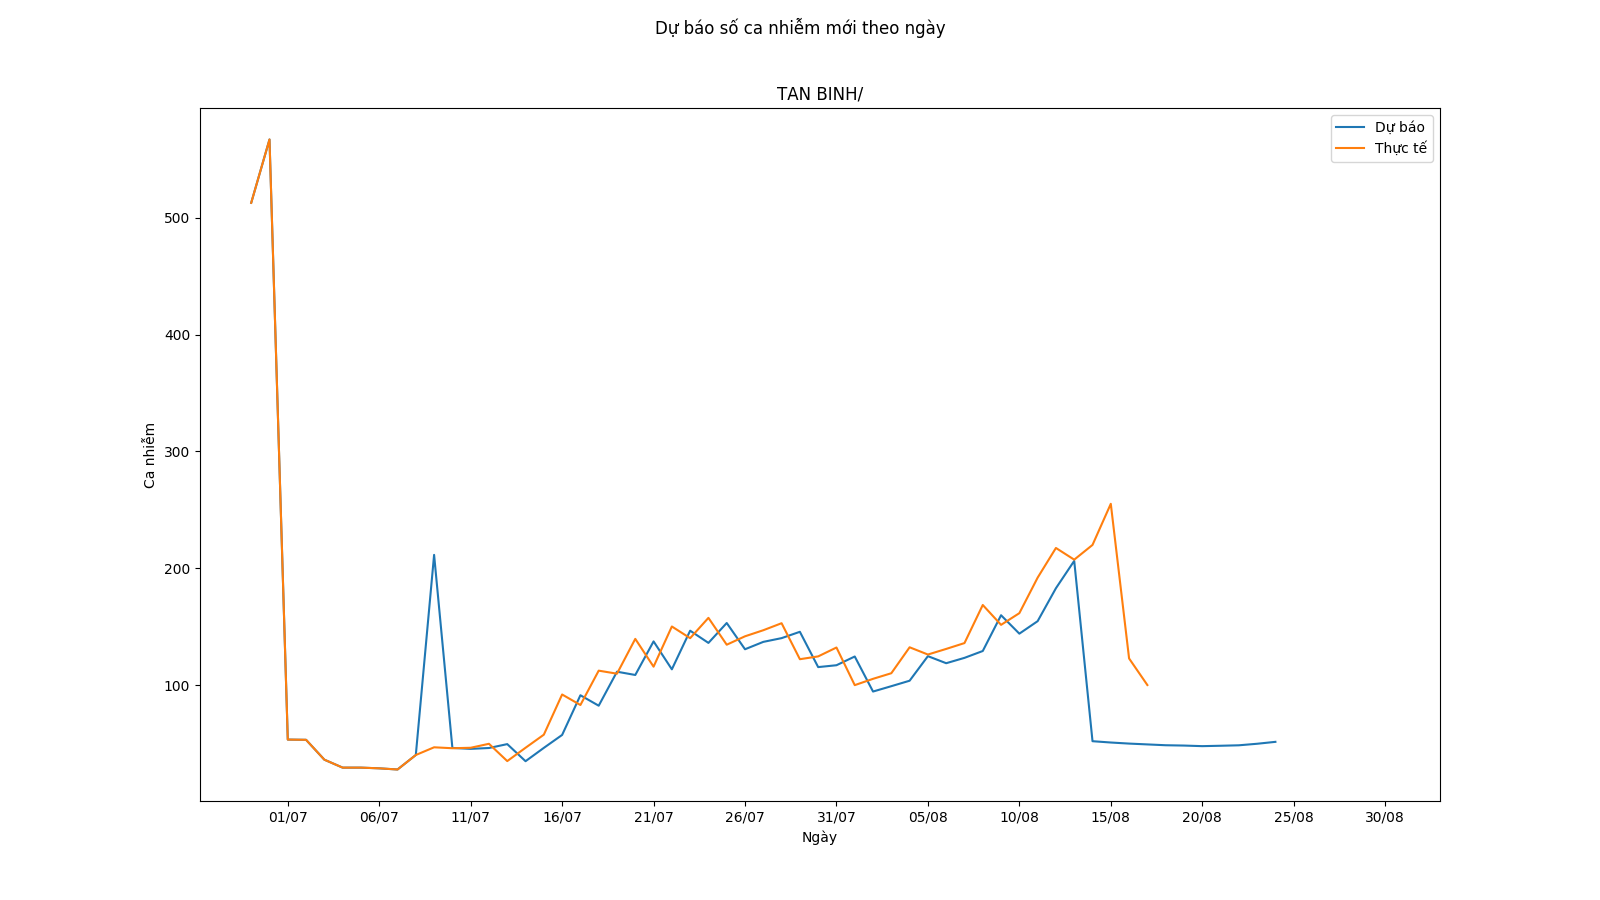 Dự báo số ca nhiễm mới theo ngày
TAN BINH/
Dự báo
Thực tế
Ca nhiễm
500
400
300
200
100
01/07 06/07 11/07 16/07 21/07 26/07 31/07 05/08 10/08 15/08 20/08 25/08 30/08
Ngày